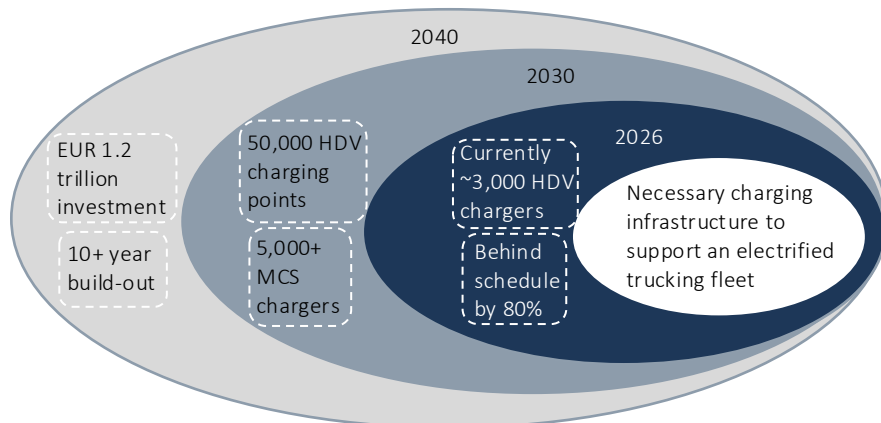 2040
2030
2026
EUR 1.2
trillion
investment
10+ year
build-out
50,000 HDV
charging
points
5,000+
MCS
chargers
Currently
~3,000 HDV
chargers
Behind
schedule
by 80%
Necessary charging
infrastructure to
support an electrified
trucking fleet